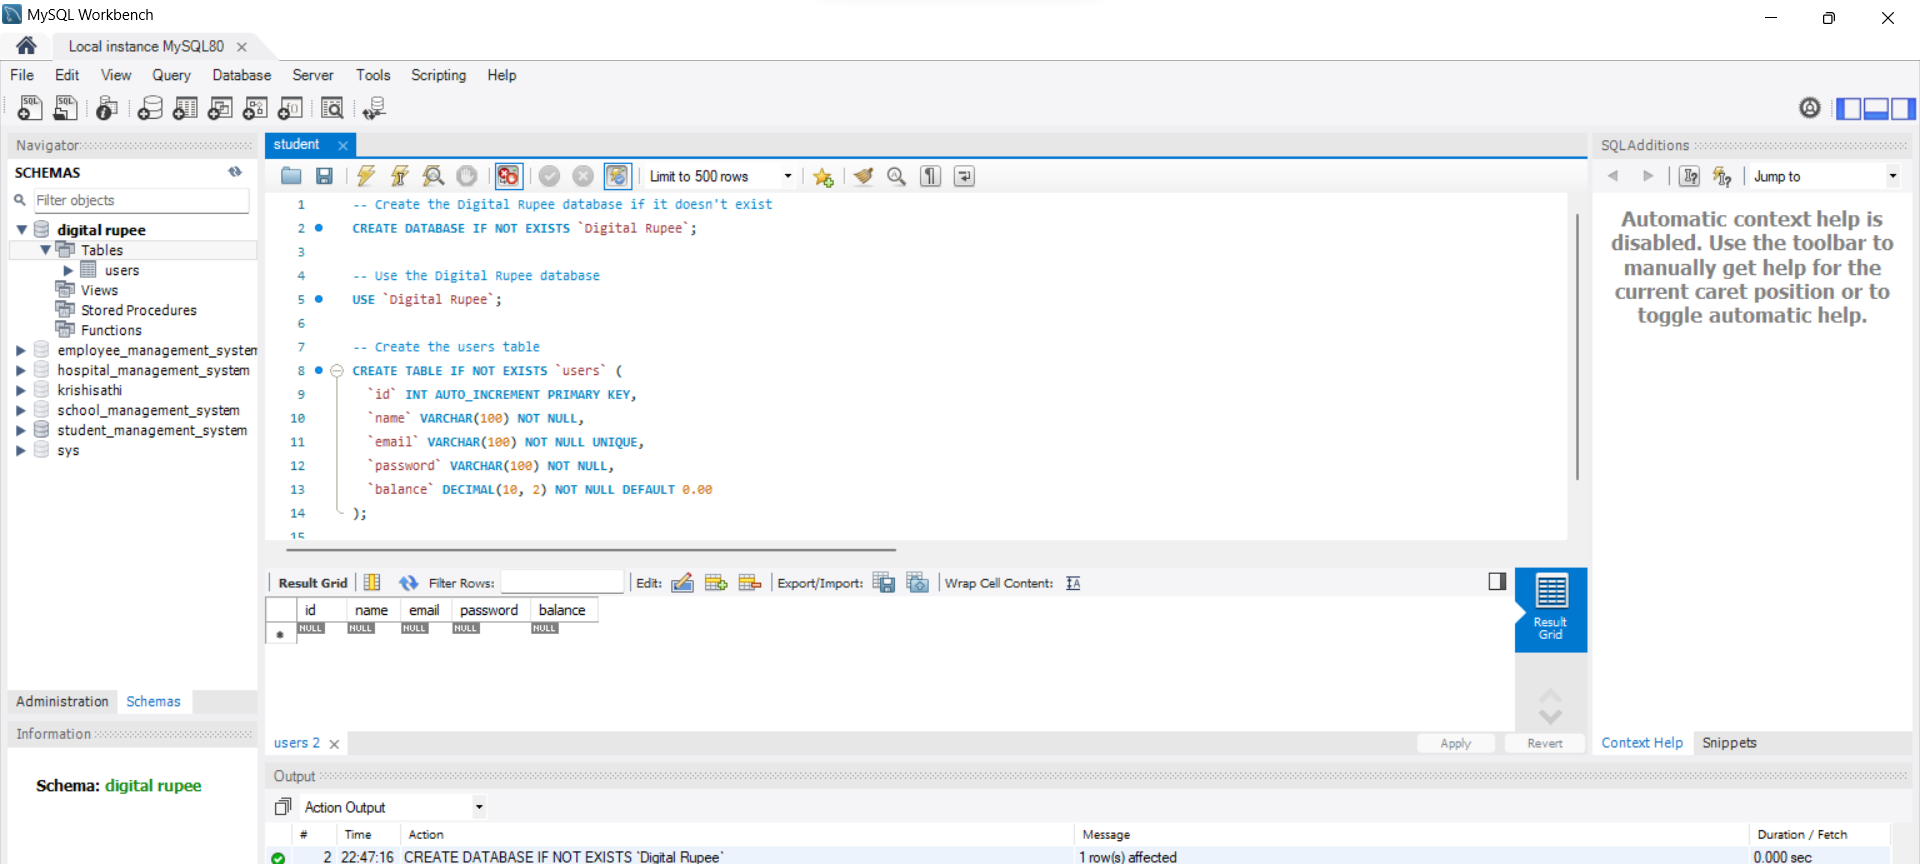 MySQL Workbench
Local instance MySQL80
File Edit View Query Database Server Tools Scripting Help
Navigator
SCHEMAS
Filter objects
digital rupee
Tables
users
Views
Stored Procedures
Functions
employee_management_system
hospital_management_system
krishisathi
school_management_system
student_management_system
sys
Administration Schemas
Information
Schema: digital rupee
student
Limit to 500 rows
1 -- Create the Digital Rupee database if it doesn't exist
2 CREATE DATABASE IF NOT EXISTS `Digital Rupee`;
3
4 -- Use the Digital Rupee database
5 USE `Digital Rupee`;
6
7 -- Create the users table
8 CREATE TABLE IF NOT EXISTS `users` (
9 `id` INT AUTO_INCREMENT PRIMARY KEY,
10 `name` VARCHAR(100) NOT NULL,
11 `email` VARCHAR(100) NOT NULL UNIQUE,
12 `password` VARCHAR(100) NOT NULL,
13 `balance` DECIMAL(10, 2) NOT NULL DEFAULT 0.00
14 );
15
Result Grid Filter Rows: Edit: Export/Import: Wrap Cell Content:
id name email password balance
NULL NULL NULL NULL NULL
Result
Grid
users 2
Apply Revert
SQLAdditions
Jump to
Automatic context help is
disabled. Use the toolbar to
manually get help for the
current caret position or to
toggle automatic help.
Context Help Snippets
Output
Action Output
# Time Action Message Duration / Fetch
2 22:47:16 CREATE DATABASE IF NOT EXISTS `Digital Rupee` 1 row(s) affected 0.000 sec